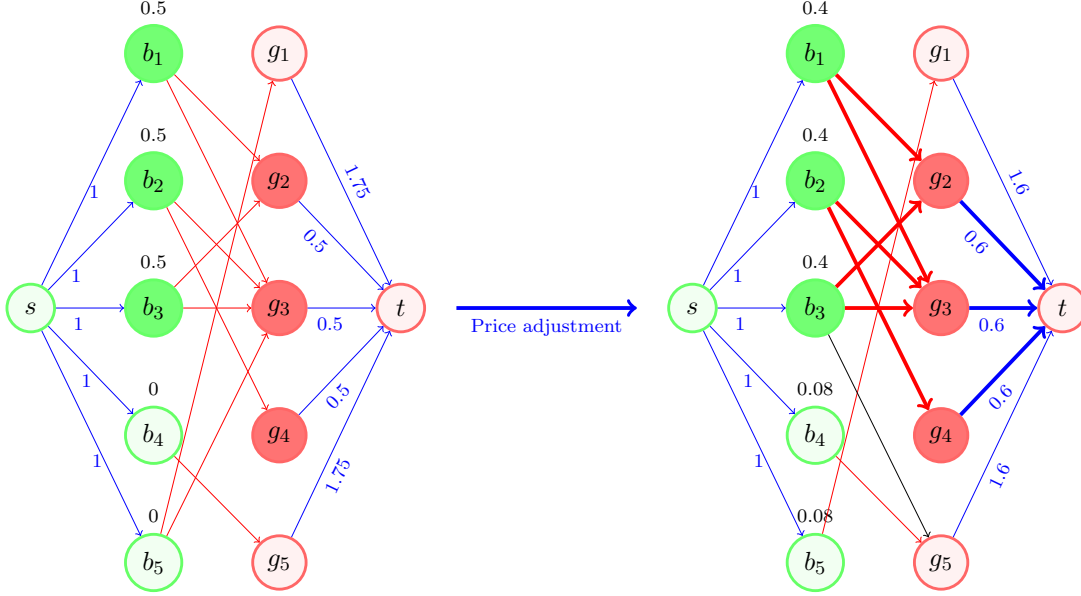 0.5
b₁
g₁
0.5
b₂
g₂
0.5
b₃
g₃
s
t
0
b₄
g₄
0
b₅
g₅
1
1
1
1
1
1.75
0.5
0.5
0.5
1.75
Price adjustment
0.4
b₁
g₁
0.4
b₂
g₂
0.4
b₃
g₃
s
t
0.08
b₄
g₄
0.08
b₅
g₅
1
1
1
1
1
1.6
0.6
0.6
0.6
1.6